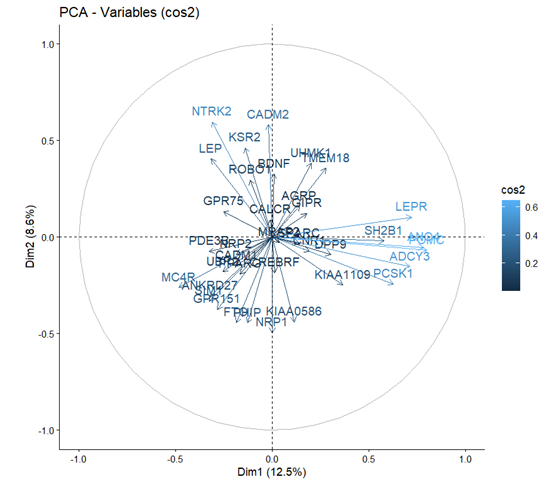 PCA - Variables (cos2)
1.0
NTRK2
CADM2
KSR2
LEP
UHMK1
BDNF
TMEM18
ROBO1
0.5
AGRP
GPR75
GIPR
CALCR
LEPR
cos2
0.6
0.4
0.2
SH2B1
0.0
PDE3B
NRP2
DPP9
POMC
ADCY3
CREBRF
MC4R
KIAA1109
PCSK1
ANKRD27
SIM1
GPR151
FTO
PHIP
KIAA0586
NRP1
-0.5
-1.0
-1.0
-0.5
0.0
0.5
1.0
Dim1 (12.5%)
Dim2 (8.6%)